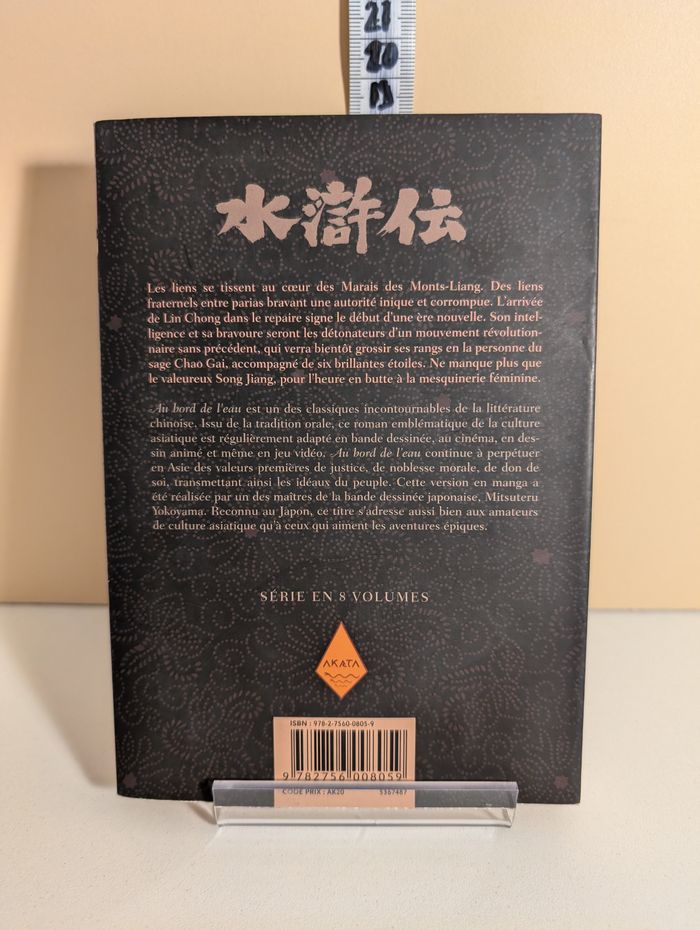 21
20
19
水滸伝
Les liens se tissent au cœur des Marais des Monts-Liang. Des liens
fraternels entre parias bravant une autorité inique et corrompue. L'arrivée
de Lin Chong dans le repaire signe le début d'une ère nouvelle. Son intel-
ligence et sa bravoure seront les détonateurs d'un mouvement révolution-
naire sans précédent, qui verra bientôt grossir ses rangs en la personne du
sage Chao Gai, accompagné de six brillantes étoiles. Ne manque plus que
le valeureux Song Jiang, pour l'heure en butte à la mesquinerie féminine.
Au bord de l'eau est un des classiques incontournables de la littérature
chinoise. Issu de la tradition orale, ce roman emblématique de la culture
asiatique est régulièrement adapté en bande dessinée, au cinéma, en des-
sin animé et même en jeu vidéo. Au bord de l'eau continue à perpétuer
en Asie des valeurs premières de justice, de noblesse morale, de don de
soi, transmettant ainsi les idéaux du peuple. Cette version en manga a
été réalisée par un des maîtres de la bande dessinée japonaise, Mitsuteru
Yokoyama. Reconnu au Japon, ce titre s'adresse aussi bien aux amateurs
de culture asiatique qu'à ceux qui aiment les aventures épiques.
SÉRIE EN 8 VOLUMES
AKATA
ISBN : 978-2-7560-0805-9
9 782756 008059
CODE PRIX : AK20 5367487